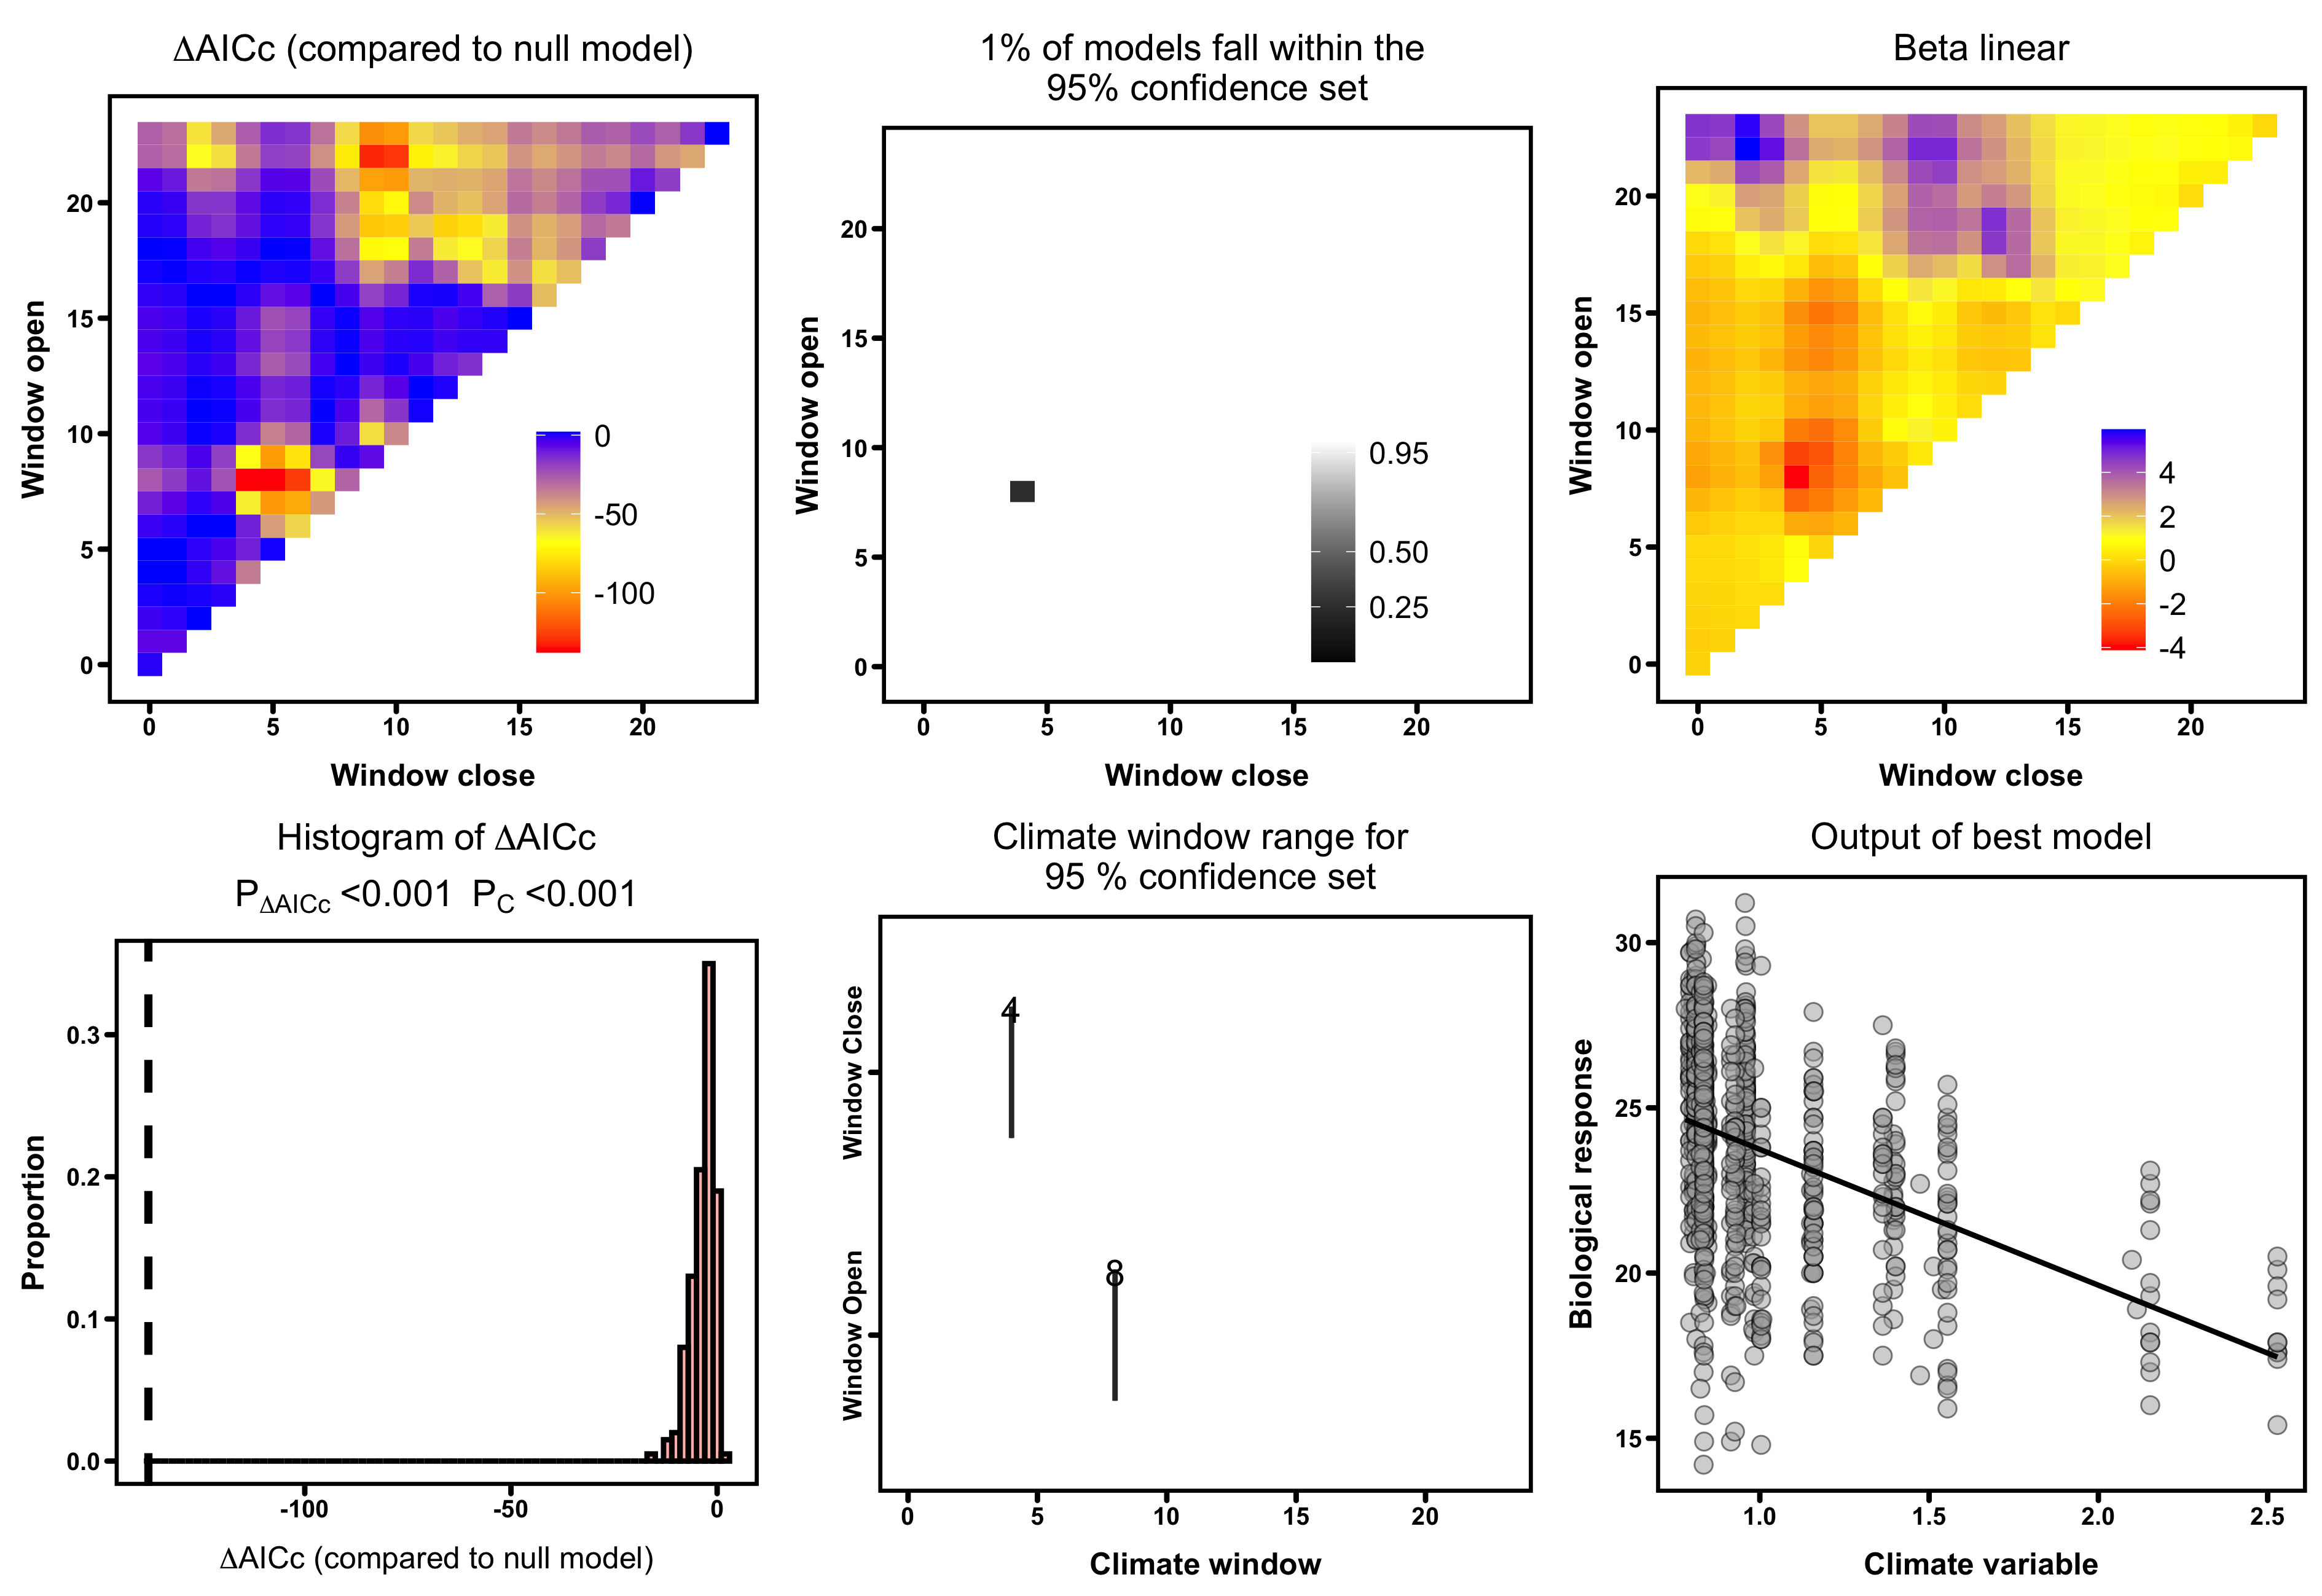 ΔAICc (compared to null model)
Window open
20
15
10
5
0
0
-50
-100
0 5 10 15 20
Window close
1% of models fall within the
95% confidence set
Window open
20
15
10
5
0
0.95
0.50
0.25
0 5 10 15 20
Window close
Beta linear
Window open
20
15
10
5
0
4
2
0
-2
-4
0 5 10 15 20
Window close
Histogram of ΔAICc
PΔAICc <0.001 PC <0.001
Proportion
0.3
0.2
0.1
0.0
-100 -50 0
ΔAICc (compared to null model)
Climate window range for
95 % confidence set
Window Close
4
Window Open
8
0 5 10 15 20
Climate window
Output of best model
Biological response
30
25
20
15
1.0 1.5 2.0 2.5
Climate variable